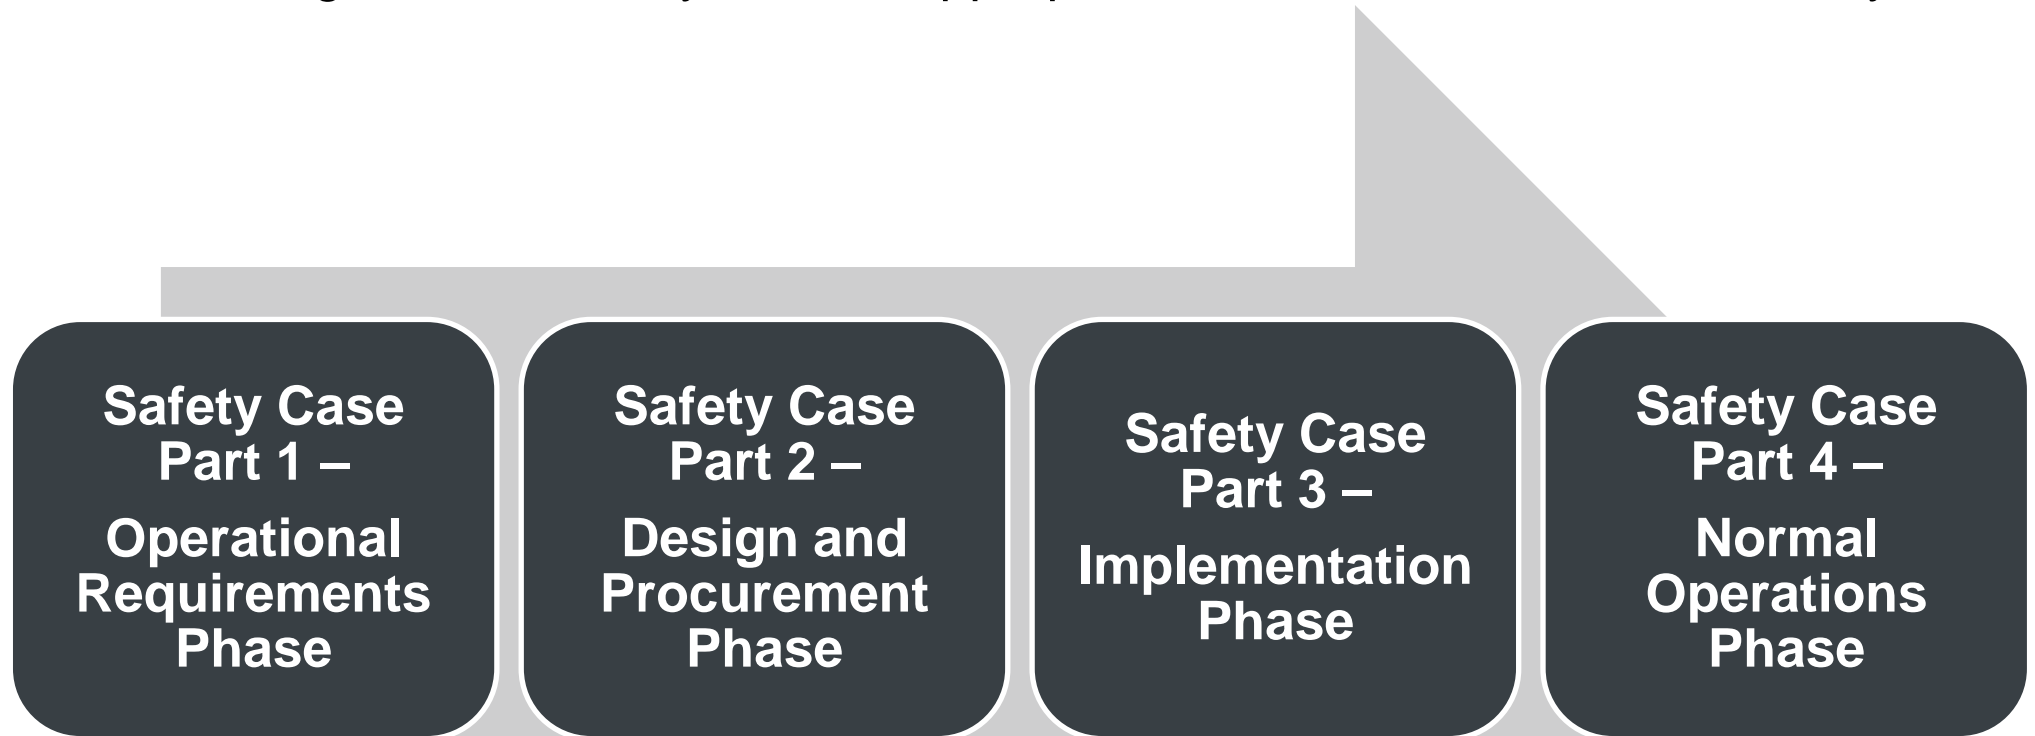 Safety Case
Part 1 –
Operational
Requirements
Phase
Safety Case
Part 2 –
Design and
Procurement
Phase
Safety Case
Part 3 –
Implementation
Phase
Safety Case
Part 4 –
Normal
Operations
Phase